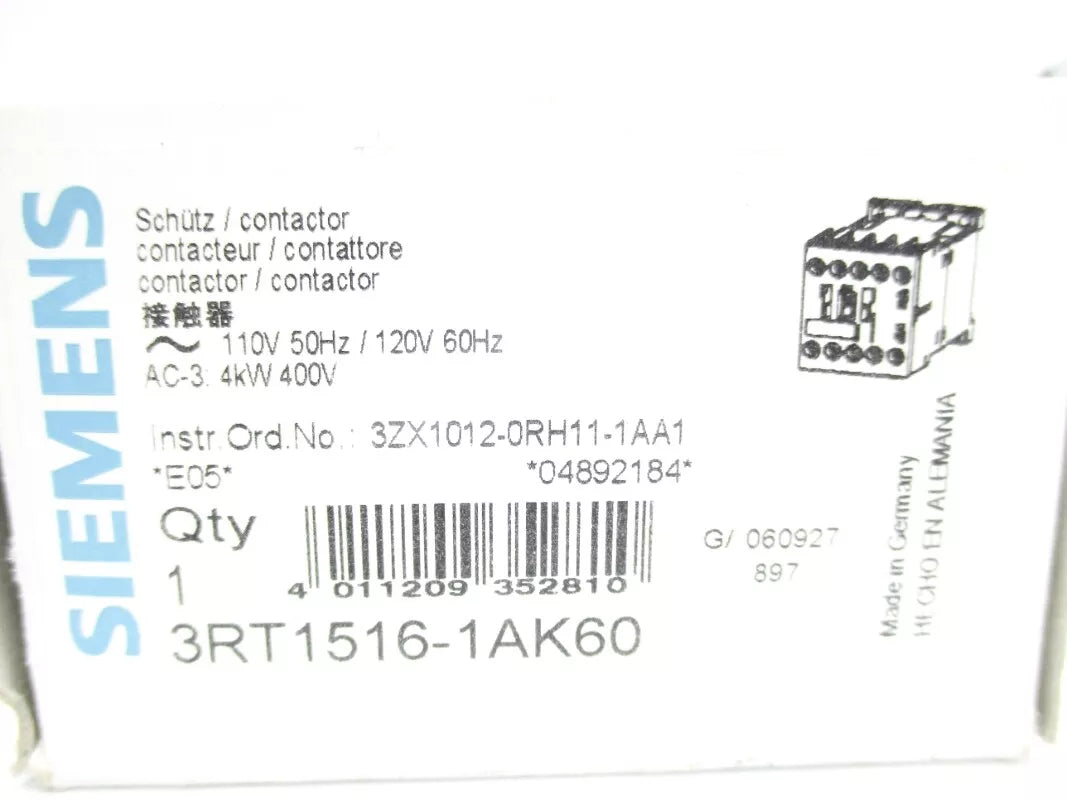 SIEMENS
Schütz / contactor
contacteur / contattore
contactor / contactor
接触器
110V 50Hz / 120V 60Hz
AC-3: 4kW 400V
Instr.Ord.No.: 3ZX1012-0RH11-1AA1
*E05* *04892184*
Qty
1
4 011209 352810
G/ 060927
897
3RT1516-1AK60
Made in Germany
HECHO EN ALEMANIA